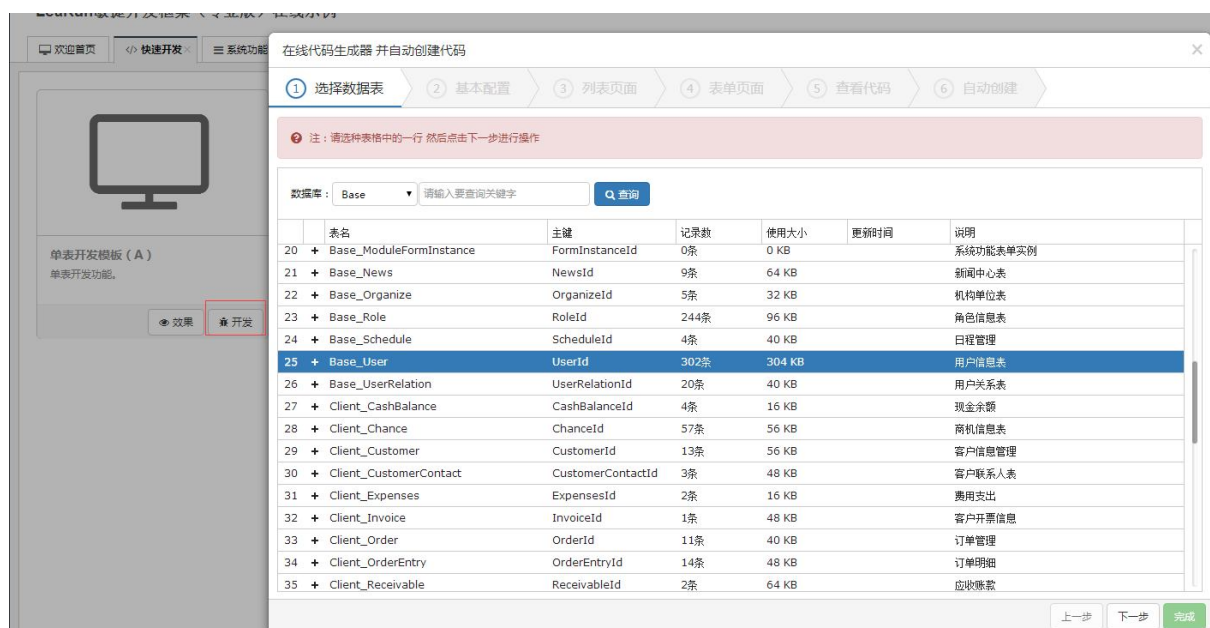 欢迎首页 </> 快速开发 系统功能
在线代码生成器 并自动创建代码
1 选择数据表 2 基本配置 3 列表页面 4 表单页面 5 查看代码 6 自动创建
注：请选种表格中的一行 然后点击下一步进行操作
数据库： Base 请输入要查询关键字 查询
表名 主键 记录数 使用大小 更新时间 说明
20 + Base_ModuleFormInstance FormInstanceId 0条 0 KB 系统功能表单实例
21 + Base_News NewsId 9条 64 KB 新闻中心表
22 + Base_Organize OrganizeId 5条 32 KB 机构单位表
23 + Base_Role RoleId 244条 96 KB 角色信息表
24 + Base_Schedule ScheduleId 4条 40 KB 日程管理
25 + Base_User UserId 302条 304 KB 用户信息表
26 + Base_UserRelation UserRelationId 20条 40 KB 用户关系表
27 + Client_CashBalance CashBalanceId 4条 16 KB 现金余额
28 + Client_Chance ChanceId 57条 56 KB 商机信息表
29 + Client_Customer CustomerId 13条 56 KB 客户信息管理
30 + Client_CustomerContact CustomerContactId 3条 48 KB 客户联系人表
31 + Client_Expenses ExpensesId 2条 16 KB 费用支出
32 + Client_Invoice InvoiceId 1条 48 KB 客户开票信息
33 + Client_Order OrderId 11条 40 KB 订单管理
34 + Client_OrderEntry OrderEntryId 14条 48 KB 订单明细
35 + Client_Receivable ReceivableId 2条 64 KB 应收账款
单表开发模板（A）
单表开发功能。
效果 开发
上一步 下一步 完成